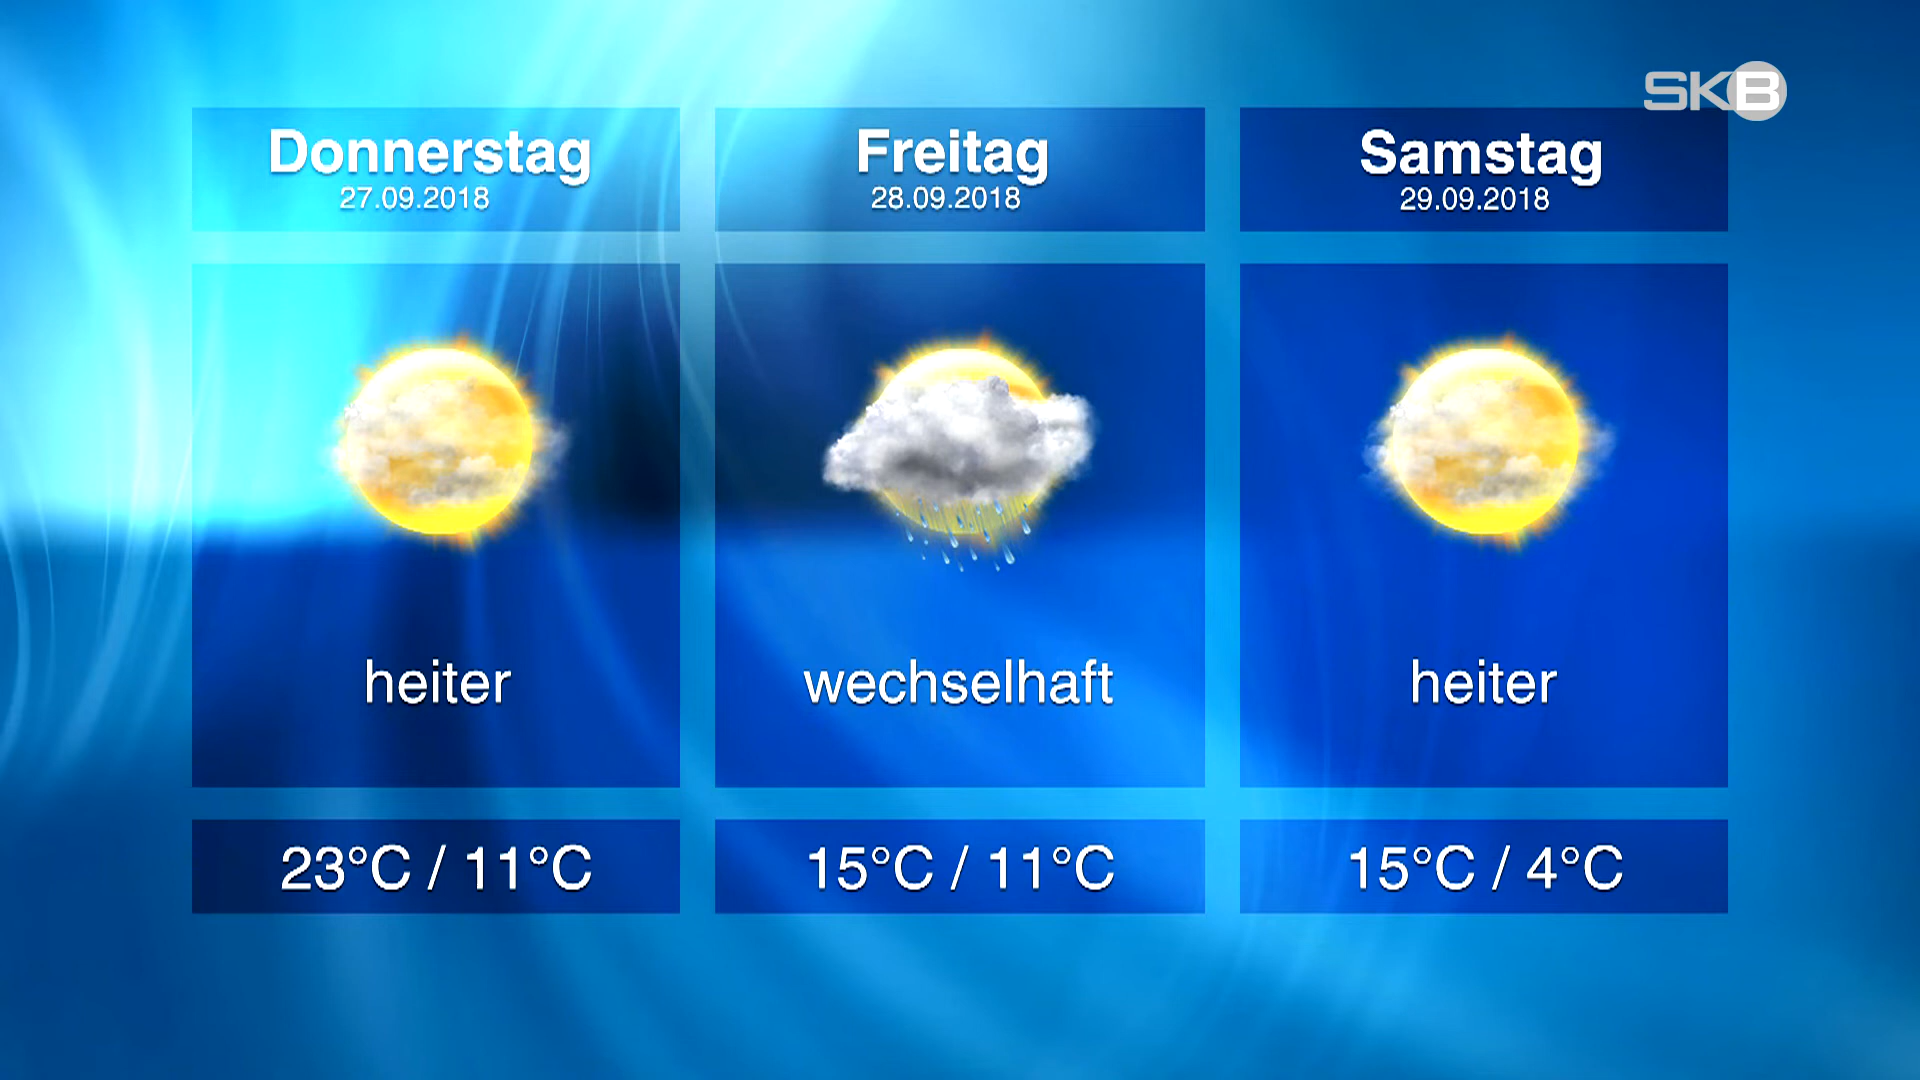 SKB
Donnerstag
27.09.2018
heiter
23°C / 11°C
Freitag
28.09.2018
wechselhaft
15°C / 11°C
Samstag
29.09.2018
heiter
15°C / 4°C